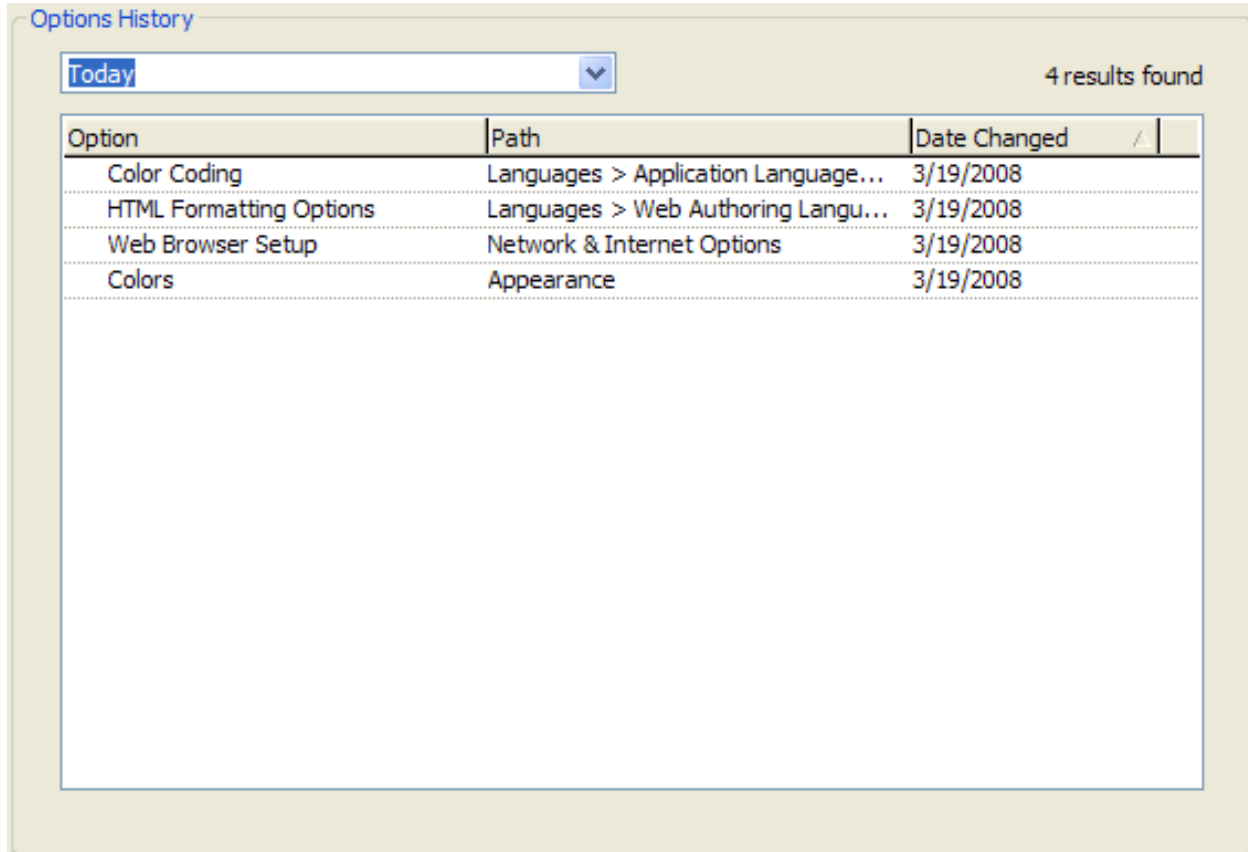 Options History
Today
4 results found
Option Path Date Changed
Color Coding Languages > Application Language... 3/19/2008
HTML Formatting Options Languages > Web Authoring Langu... 3/19/2008
Web Browser Setup Network & Internet Options 3/19/2008
Colors Appearance 3/19/2008